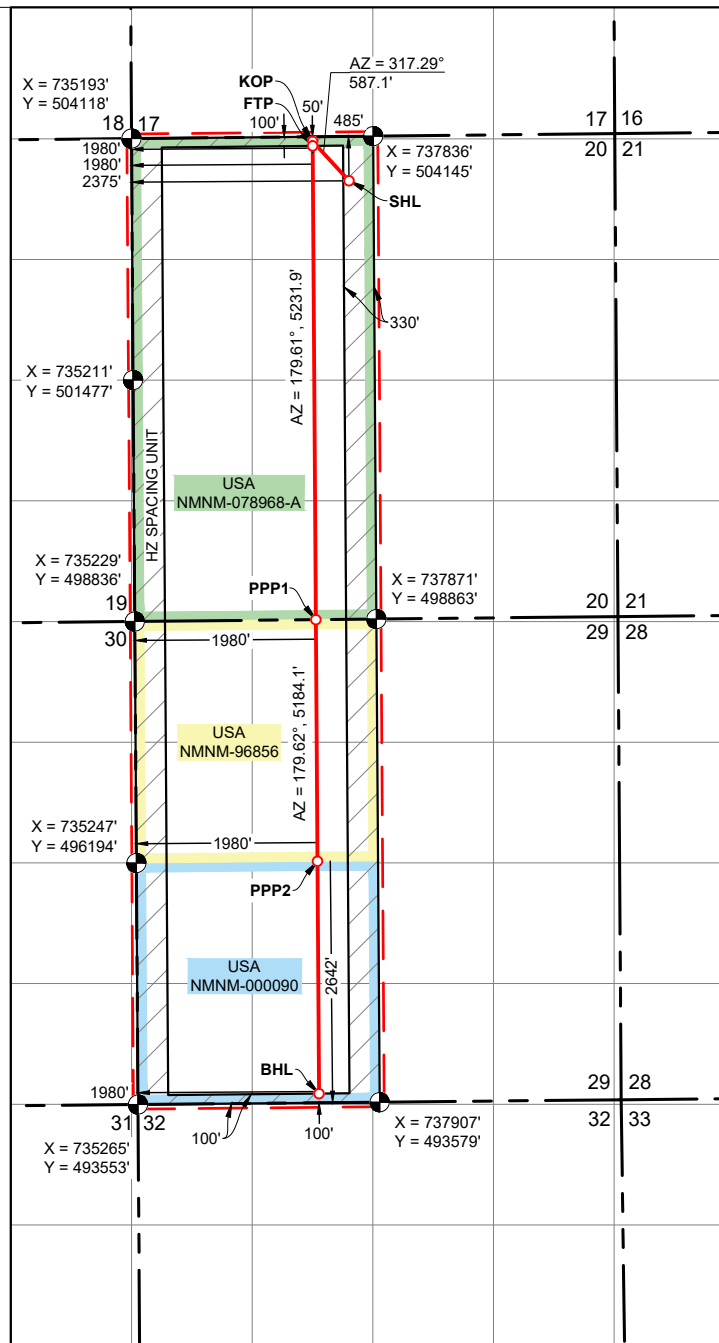 AZ = 317.29°
587.1'
KOP
FTP
50'
100'
485'
X = 735193'
Y = 504118'
18 17
17 16
1980'
1980'
2375'
20 21
X = 737836'
Y = 504145'
SHL
330'
AZ = 179.61°, 5231.9'
X = 735211'
Y = 501477'
HZ SPACING UNIT
USA
NMNM-078968-A
X = 735229'
Y = 498836'
PPP1
X = 737871'
Y = 498863'
19
20 21
30
29 28
1980'
USA
NMNM-96856
AZ = 179.62°, 5184.1'
X = 735247'
Y = 496194'
1980'
PPP2
USA
NMNM-000090
2642'
BHL
1980'
29 28
31 32
32 33
100'
100'
X = 735265'
Y = 493553'
X = 737907'
Y = 493579'